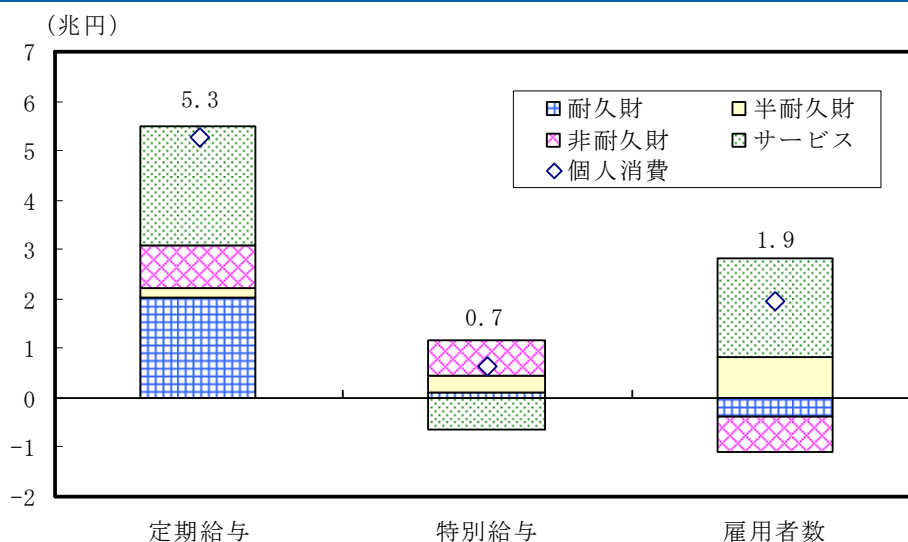 (兆円)
7
6
5
4
3
2
1
0
-1
-2
5.3
0.7
1.9
耐久財
半耐久財
非耐久財
サービス
個人消費
定期給与
特別給与
雇用者数